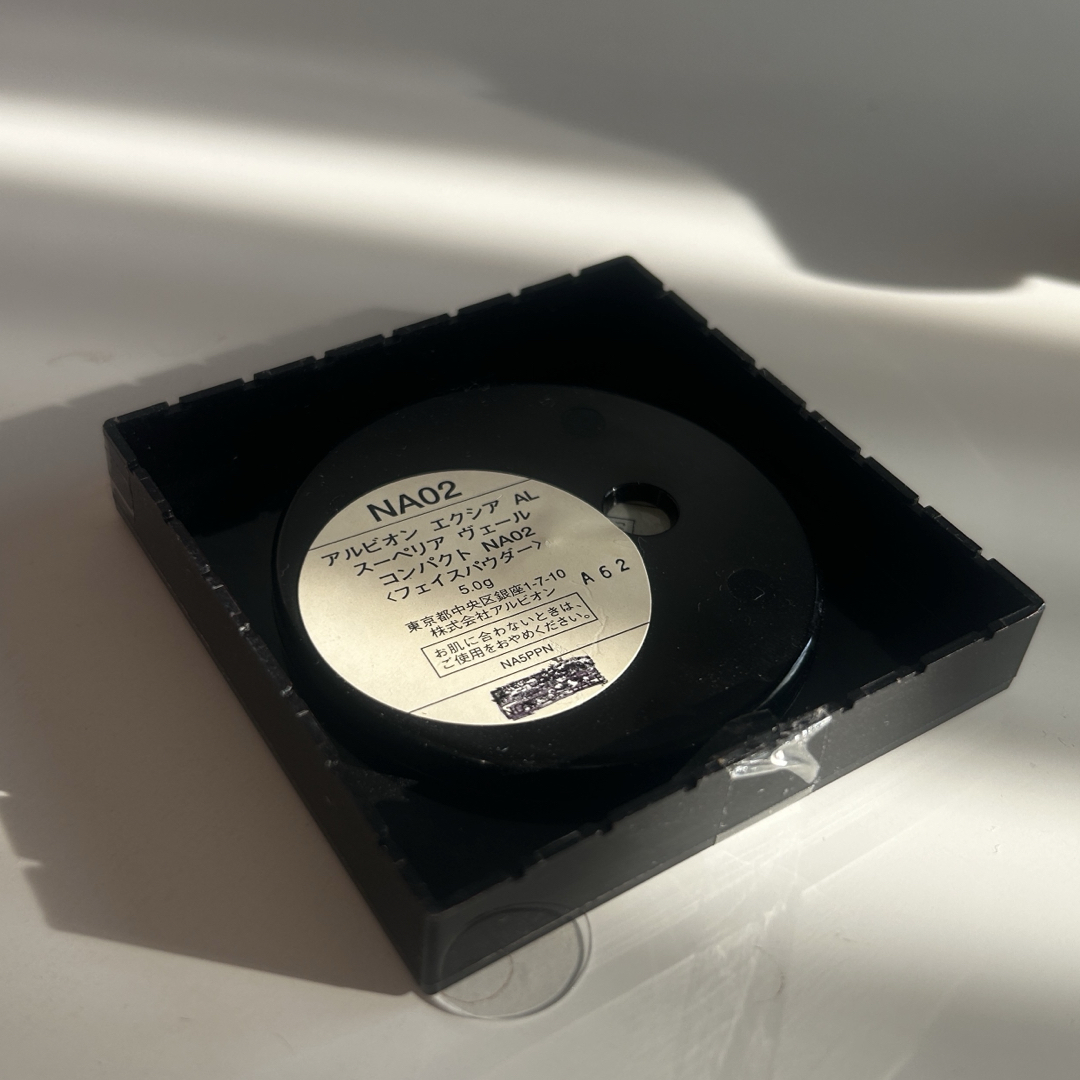 NA02
アルビオン エクシア AL
スーペリア ヴェール
コンパクト NA02
〈フェイスパウダー〉
5.0g
A62
東京都中央区銀座1-7-10
株式会社アルビオン
お肌に合わないときは、
ご使用をおやめください。
NA5PPN